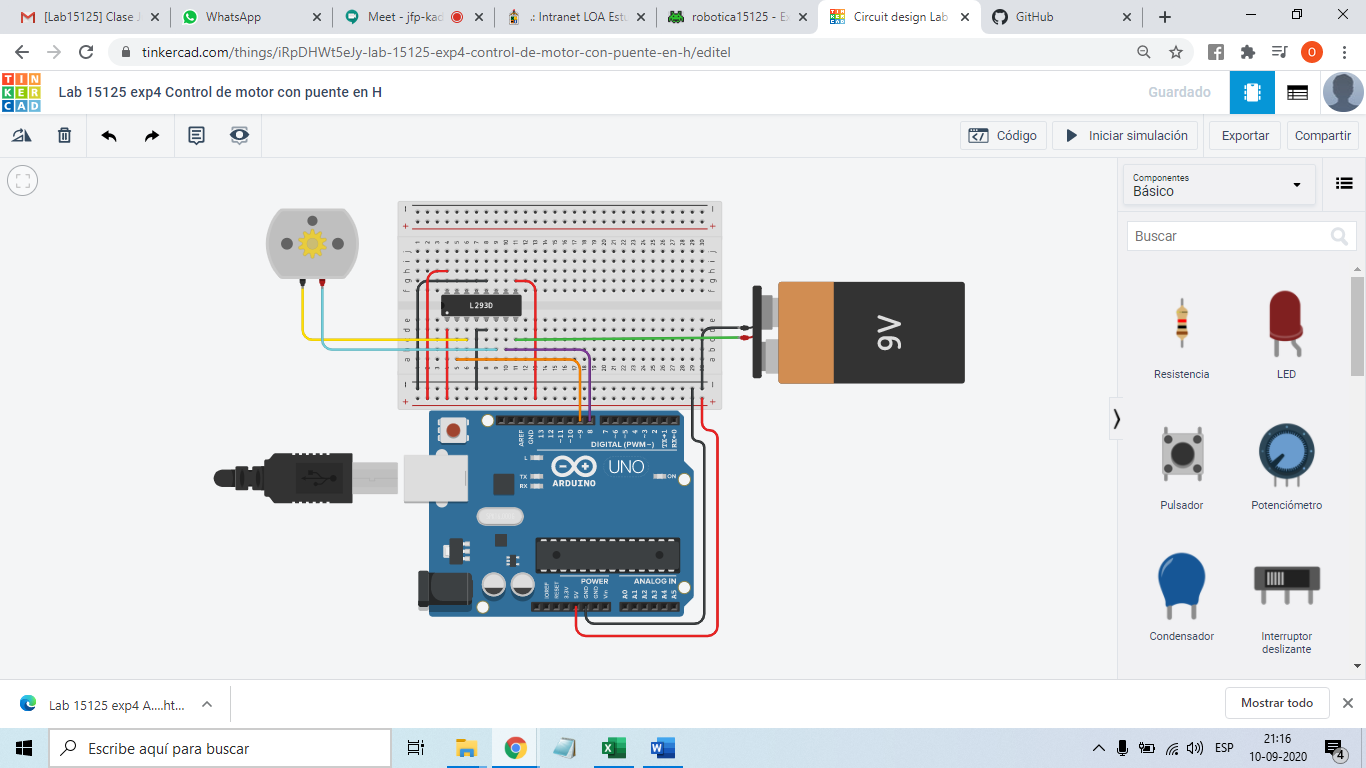 [Lab15125] Clase J
WhatsApp
Meet - jfp-kad
.: Intranet LOA Estu
robotica15125 - Ex
Circuit design Lab
GitHub
tinkercad.com/things/iRpDHWt5eJy-lab-15125-exp4-control-de-motor-con-puente-en-h/editel
O
TIN
KER
CAD
Lab 15125 exp4 Control de motor con puente en H
Guardado
Código
Iniciar simulación
Exportar
Compartir
Componentes
Básico
Buscar
Resistencia
LED
Pulsador
Potenciómetro
Condensador
Interruptor
deslizante
L293D
9V
AREF
GND
13
12
~11
~10
~9
8
7
~6
~5
4
~3
2
TX→1
RX←0
DIGITAL (PWM~)
L
TX
RX
UNO
ARDUINO
ON
POWER
ANALOG IN
IOREF
RESET
3.3V
5V
GND
GND
Vin
A0
A1
A2
A3
A4
A5
Lab 15125 exp4 A....ht...
Mostrar todo
Escribe aquí para buscar
ESP
21:16
10-09-2020
4